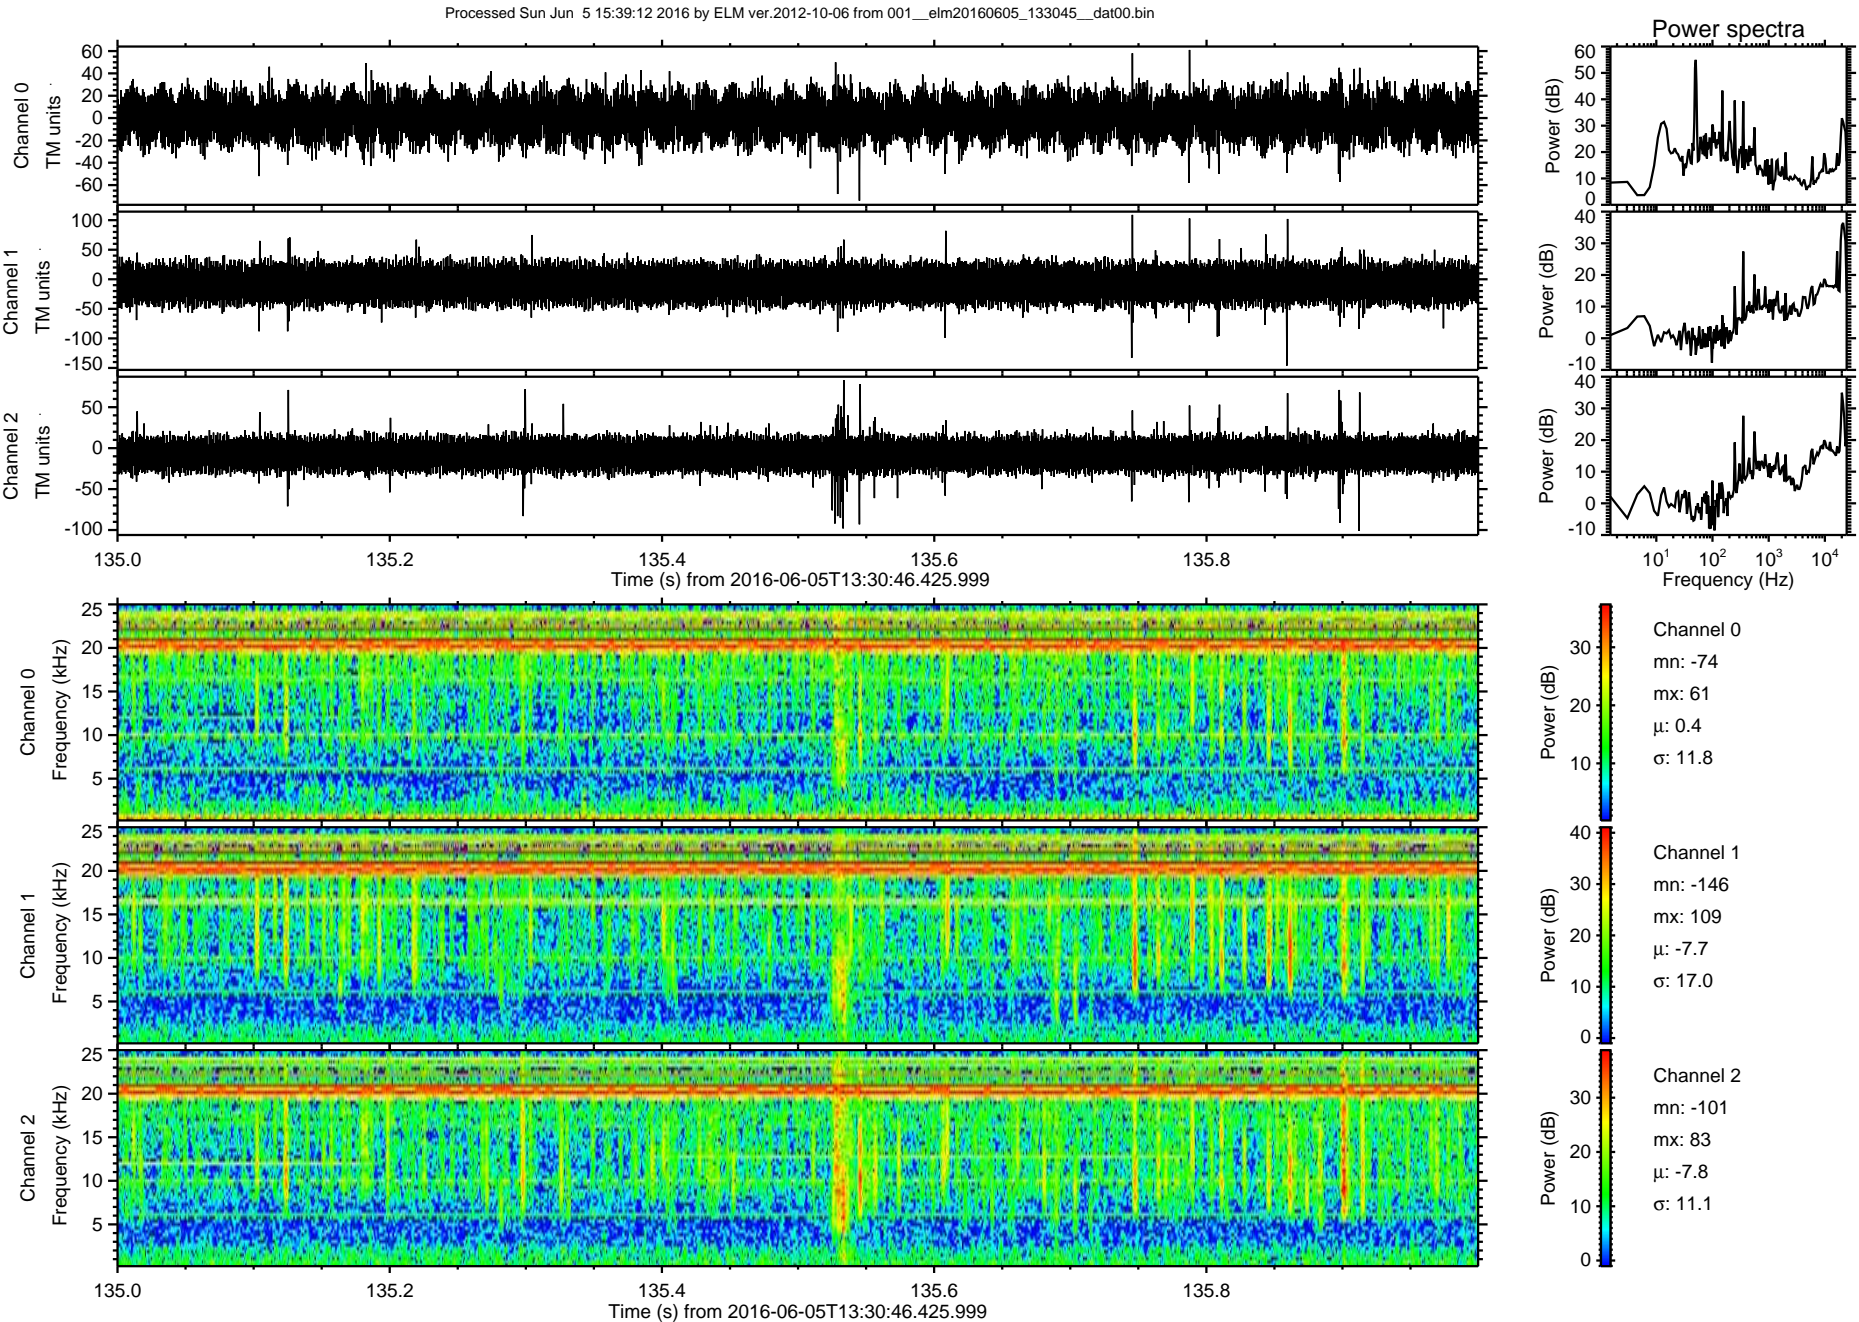 Processed Sun Jun  5 15:39:12 2016 by ELM ver.2012-10-06 from 001__elm20160605_133045__dat00.bin
Power spectra
Channel 0
TM units
60
40
20
0
-20
-40
-60
Power (dB)
60
50
40
30
20
10
0
Channel 1
TM units
100
50
0
-50
-100
-150
Power (dB)
40
30
20
10
0
-10
Channel 2
TM units
50
0
-50
-100
Power (dB)
40
30
20
10
0
-10
135.0 135.2 135.4 135.6 135.8
Time (s) from 2016-06-05T13:30:46.425.999
10^1 10^2 10^3 10^4
Frequency (Hz)
Channel 0
Frequency (kHz)
25
20
15
10
5
Power (dB)
30
20
10
Channel 0
mn: -74
mx: 61
μ: 0.4
σ: 11.8
Channel 1
Frequency (kHz)
25
20
15
10
5
Power (dB)
40
30
20
10
0
Channel 1
mn: -146
mx: 109
μ: -7.7
σ: 17.0
Channel 2
Frequency (kHz)
25
20
15
10
5
Power (dB)
30
20
10
0
Channel 2
mn: -101
mx: 83
μ: -7.8
σ: 11.1
135.0 135.2 135.4 135.6 135.8
Time (s) from 2016-06-05T13:30:46.425.999